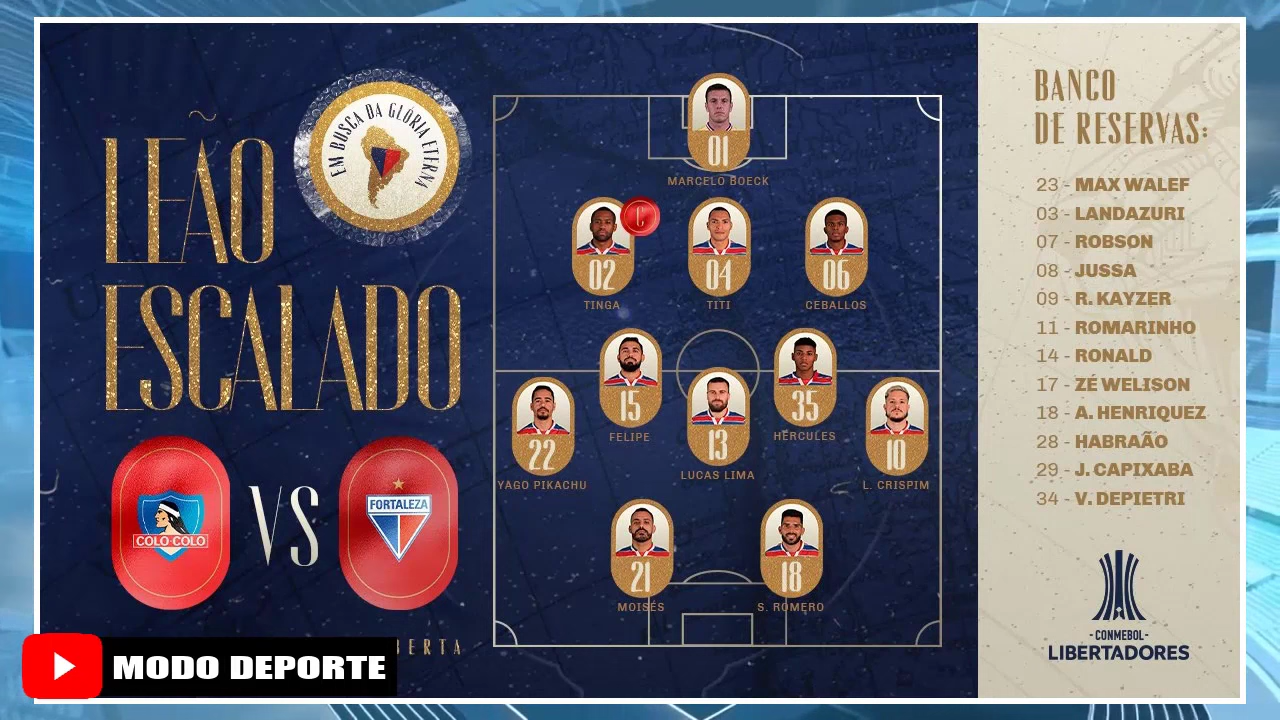 LEÃO
ESCALADO
EM BUSCA DA GLÓRIA ETERNA
COLO-COLO
VS
FORTALEZA
BERTA
MODO DEPORTE
01
MARCELO BOECK
C
02
TINGA
04
TITI
06
CEBALLOS
15
FELIPE
35
HÉRCULES
22
YAGO PIKACHU
13
LUCAS LIMA
10
L. CRISPIM
21
MOISÉS
18
S. ROMERO
BANCO
DE RESERVAS:
23 - MAX WALEF
03 - LANDAZURI
07 - ROBSON
08 - JUSSA
09 - R. KAYZER
11 - ROMARINHO
14 - RONALD
17 - ZÉ WELISON
18 - A. HENRIQUEZ
28 - HABRAÃO
29 - J. CAPIXABA
34 - V. DEPIETRI
-CONMEBOL-
LIBERTADORES